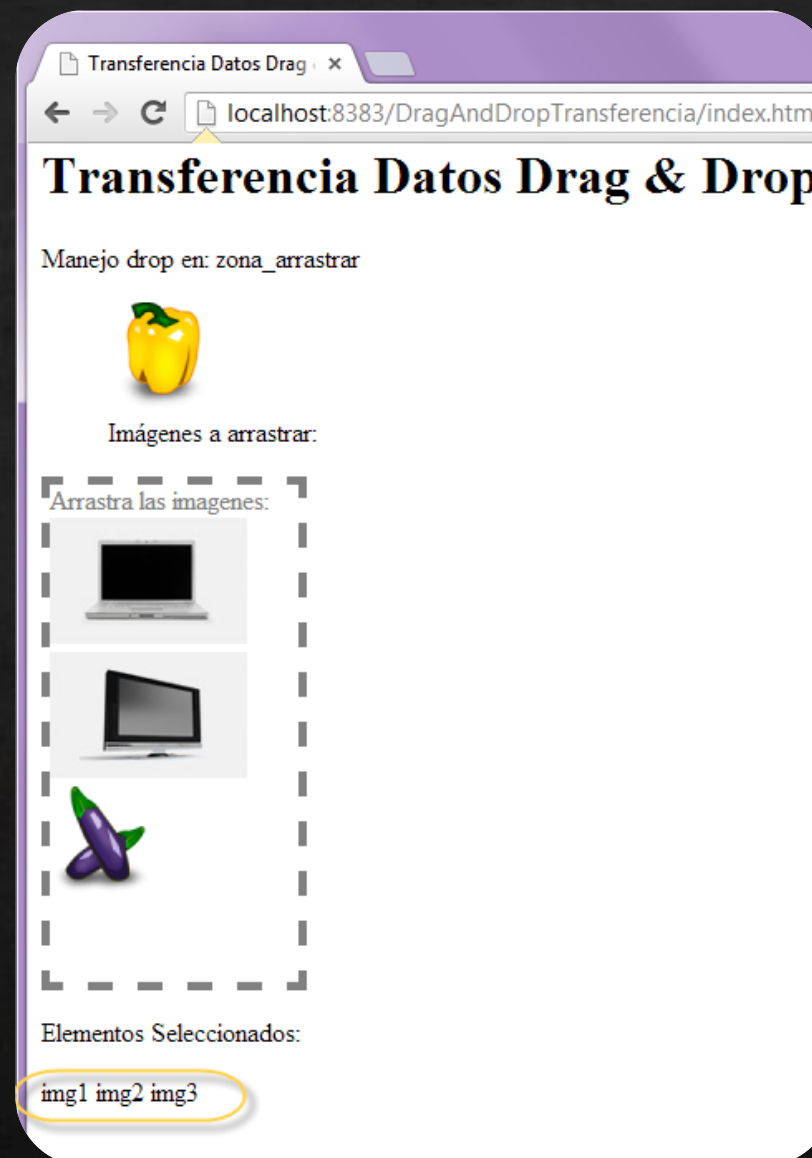 Transferencia Datos Drag
localhost:8383/DragAndDropTransferencia/index.htm
Transferencia Datos Drag & Drop
Manejo drop en: zona_arrastrar
Imágenes a arrastrar:
Arrastra las imagenes:
Elementos Seleccionados:
img1 img2 img3